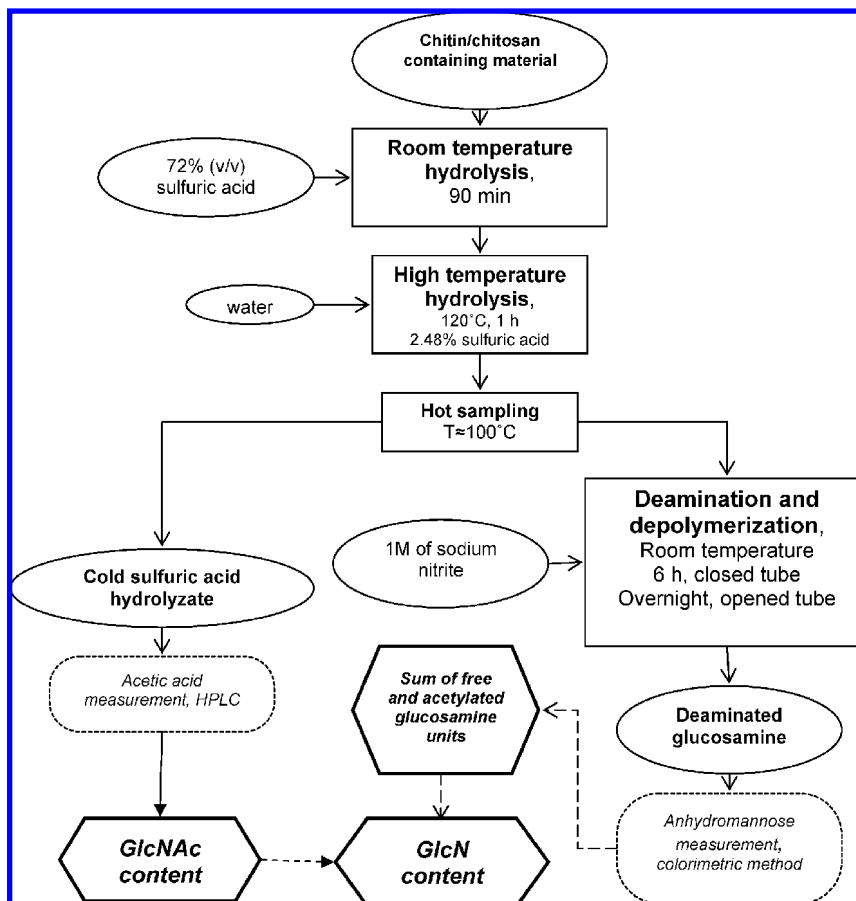 Chitin/chitosan
containing material
72% (v/v)
sulfuric acid
Room temperature
hydrolysis,
90 min
water
High temperature
hydrolysis,
120˚C, 1 h
2.48% sulfuric acid
Hot sampling
T≈100˚C
Cold sulfuric acid
hydrolyzate
1M of sodium
nitrite
Deamination and
depolymerization,
Room temperature
6 h, closed tube
Overnight, opened tube
Acetic acid
measurement, HPLC
Sum of free
and acetylated
glucosamine
units
Deaminated
glucosamine
GlcNAc
content
GlcN
content
Anhydromannose
measurement,
colorimetric method